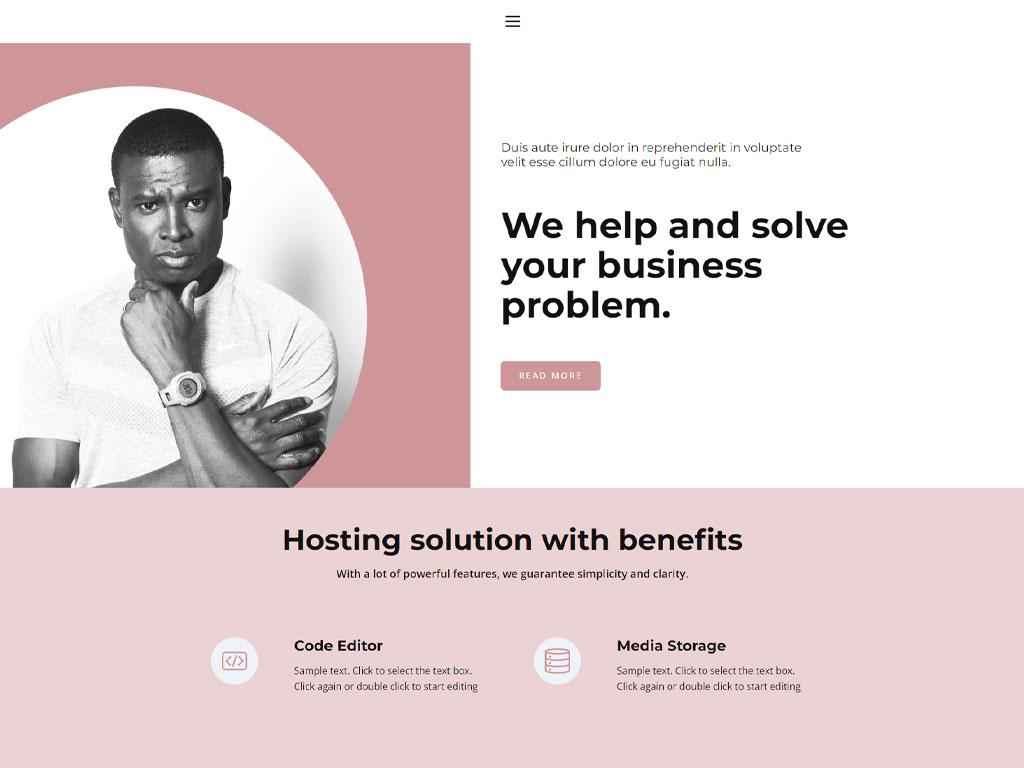 Duis aute irure dolor in reprehenderit in voluptate
velit esse cillum dolore eu fugiat nulla.
We help and solve
your business
problem.
READ MORE
Hosting solution with benefits
With a lot of powerful features, we guarantee simplicity and clarity.
Code Editor
Sample text. Click to select the text box.
Click again or double click to start editing
Media Storage
Sample text. Click to select the text box.
Click again or double click to start editing